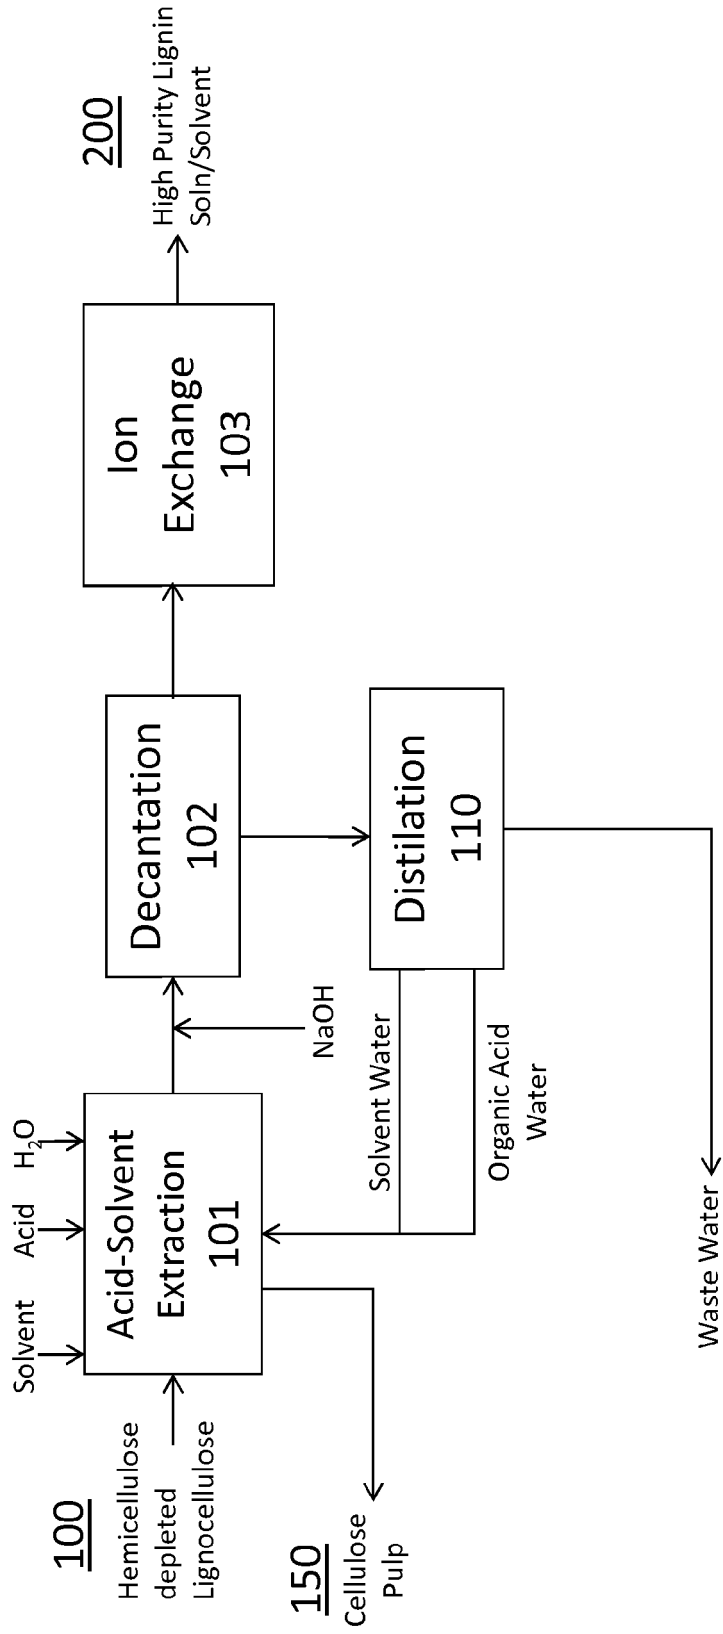 Solvent
Acid
H₂O
100
Hemicellulose
depleted
Lignocellulose
Acid-Solvent
Extraction
101
NaOH
Decantation
102
Ion
Exchange
103
200
High Purity Lignin
Soln/Solvent
150
Cellulose
Pulp
Solvent Water
Organic Acid
Water
Distilation
110
Waste Water